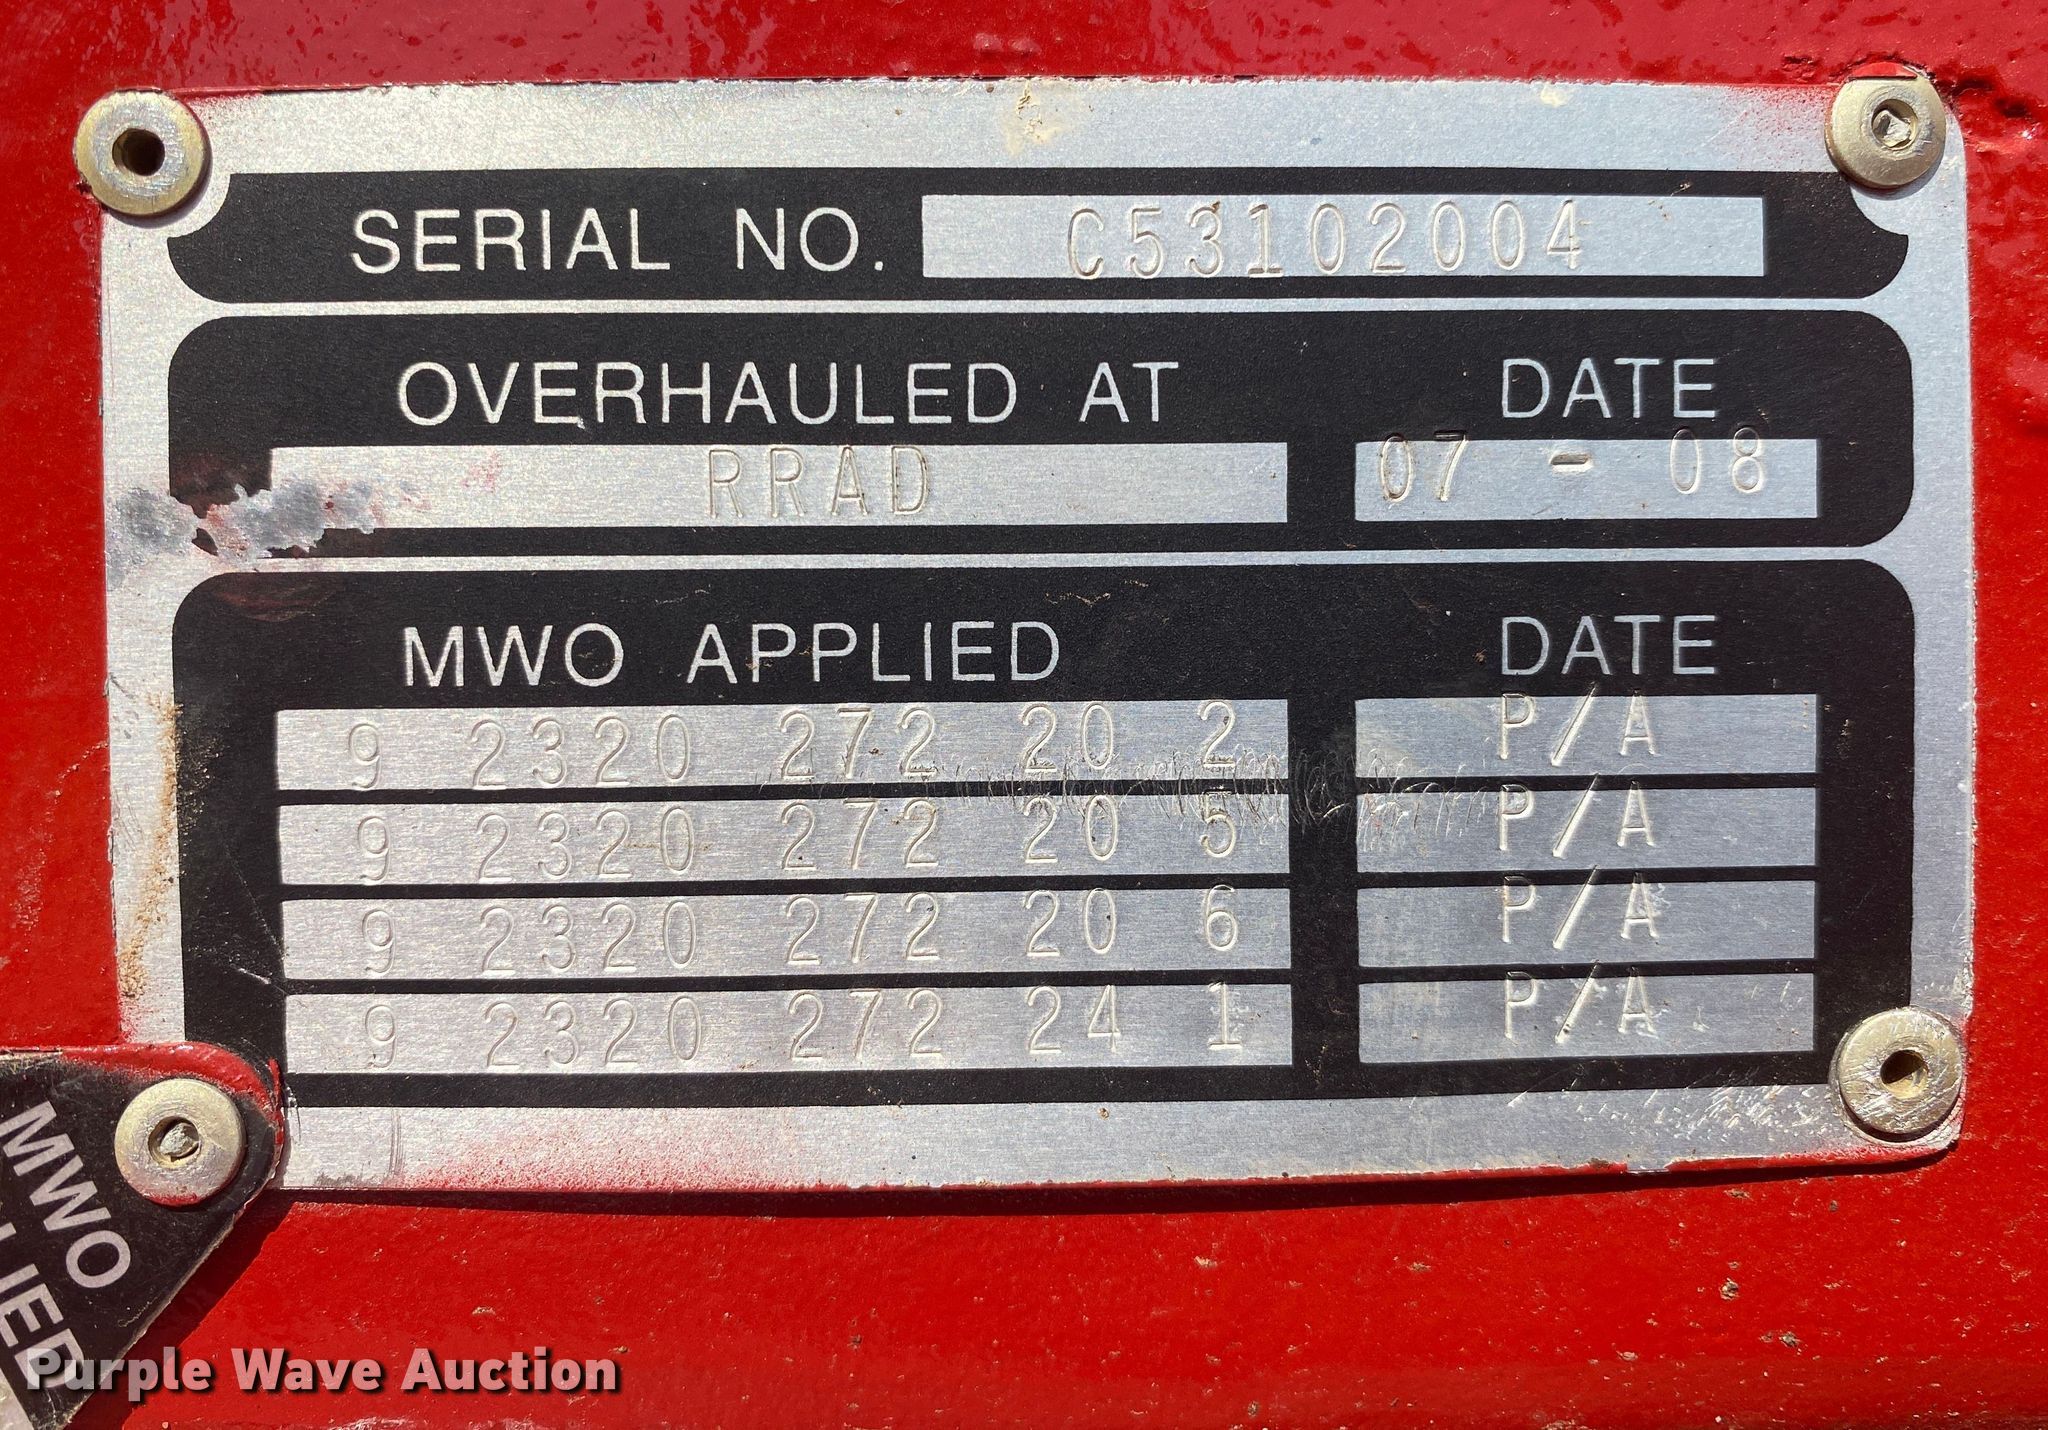 SERIAL NO. C53102004
OVERHAULED AT DATE
RRAD 07 - 08
MWO APPLIED DATE
9 2320 272 20 2 P/A
9 2320 272 20 5 P/A
9 2320 272 20 6 P/A
9 2320 272 24 1 P/A
MWO
Purple Wave Auction